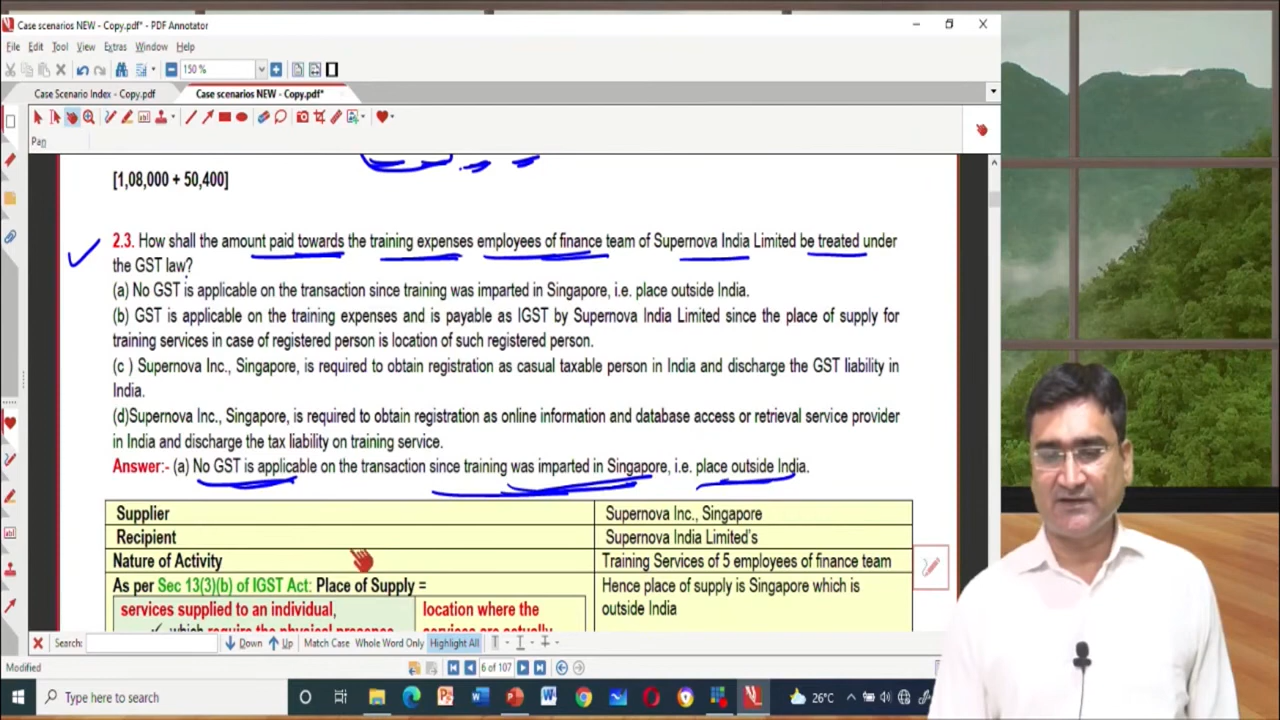 Case scenarios NEW - Copy.pdf* - PDF Annotator
File Edit Tool View Extras Window Help
150 %
Case Scenario Index - Copy.pdf Case scenarios NEW - Copy.pdf*
Pan
[1,08,000 + 50,400]
2.3. How shall the amount paid towards the training expenses employees of finance team of Supernova India Limited be treated under
the GST law?
(a) No GST is applicable on the transaction since training was imparted in Singapore, i.e. place outside India.
(b) GST is applicable on the training expenses and is payable as IGST by Supernova India Limited since the place of supply for
training services in case of registered person is location of such registered person.
(c ) Supernova Inc., Singapore, is required to obtain registration as casual taxable person in India and discharge the GST liability in
India.
(d)Supernova Inc., Singapore, is required to obtain registration as online information and database access or retrieval service provider
in India and discharge the tax liability on training service.
Answer:- (a) No GST is applicable on the transaction since training was imparted in Singapore, i.e. place outside India.
Supplier Supernova Inc., Singapore
Recipient Supernova India Limited's
Nature of Activity Training Services of 5 employees of finance team
As per Sec 13(3)(b) of IGST Act: Place of Supply = Hence place of supply is Singapore which is
outside India
services supplied to an individual, location where the
✓ which require the physical presence services are actually
Search: Down Up Match Case Whole Word Only Highlight All
Modified 6 of 107
Type here to search 26°C